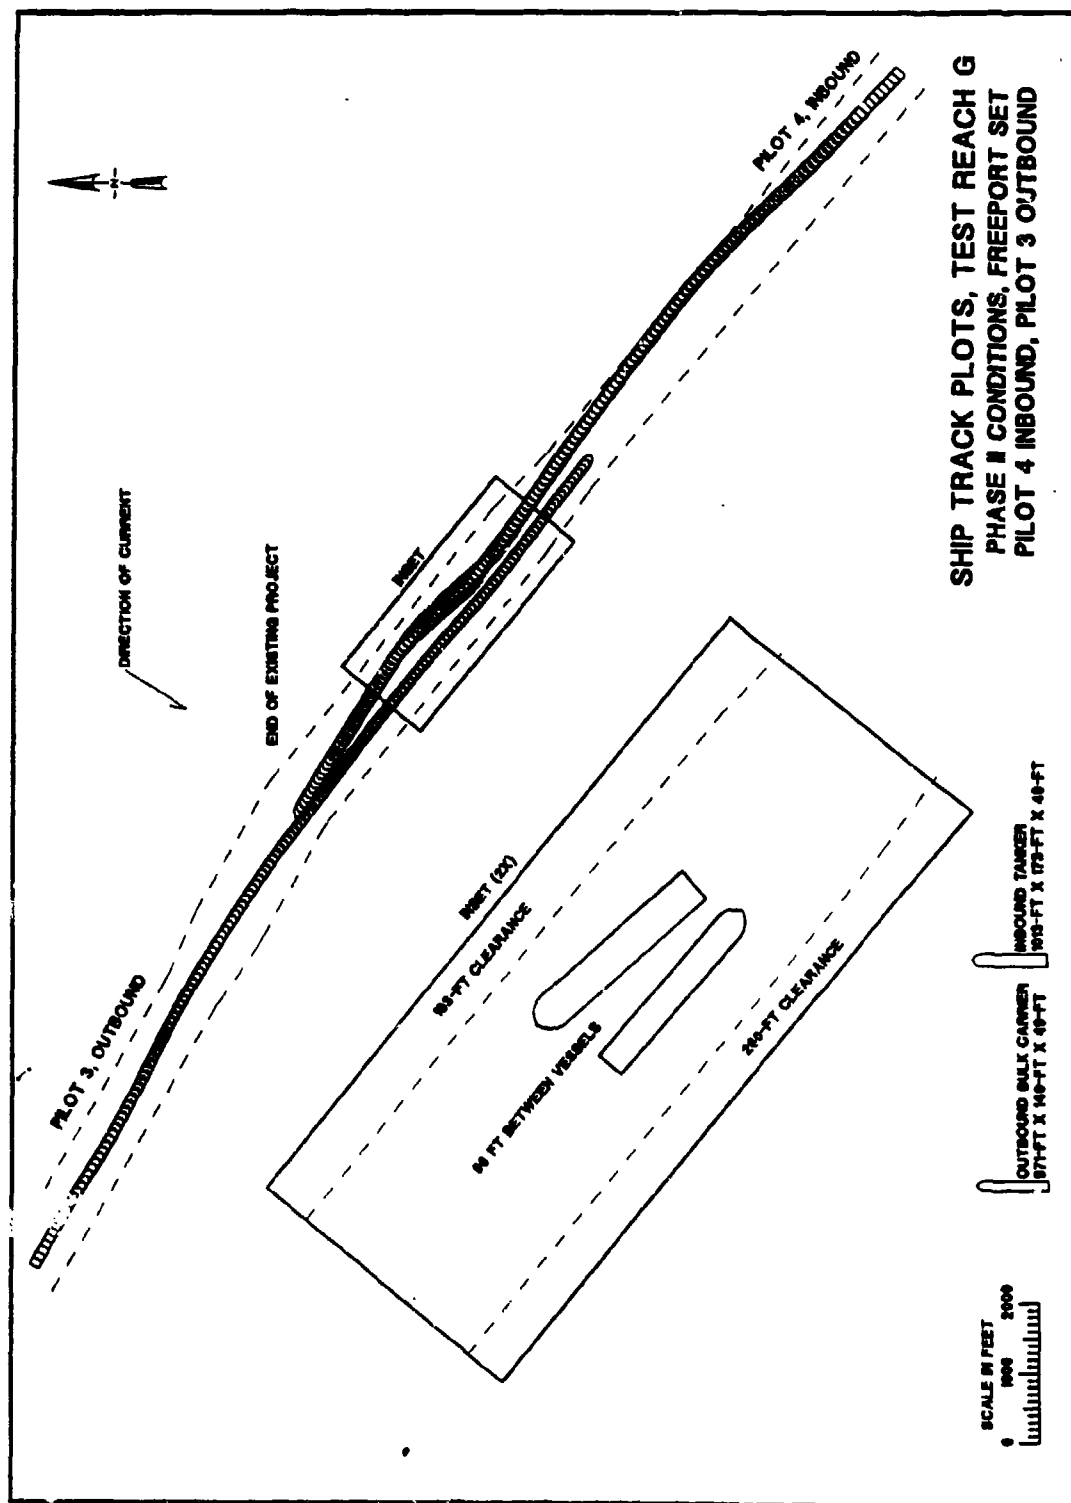 PILOT 3, OUTBOUND
DIRECTION OF CURRENT
END OF EXISTING PROJECT
INSET
PILOT 4, INBOUND
N
INSET (2X)
CLEARANCE
FT BETWEEN VESSELS
CLEARANCE
SCALE IN FEET
0 1000 2000
OUTBOUND BULK CARRIER
INBOUND TANKER
SHIP TRACK PLOTS, TEST REACH G
PHASE II CONDITIONS, FREEPORT SET
PILOT 4 INBOUND, PILOT 3 OUTBOUND